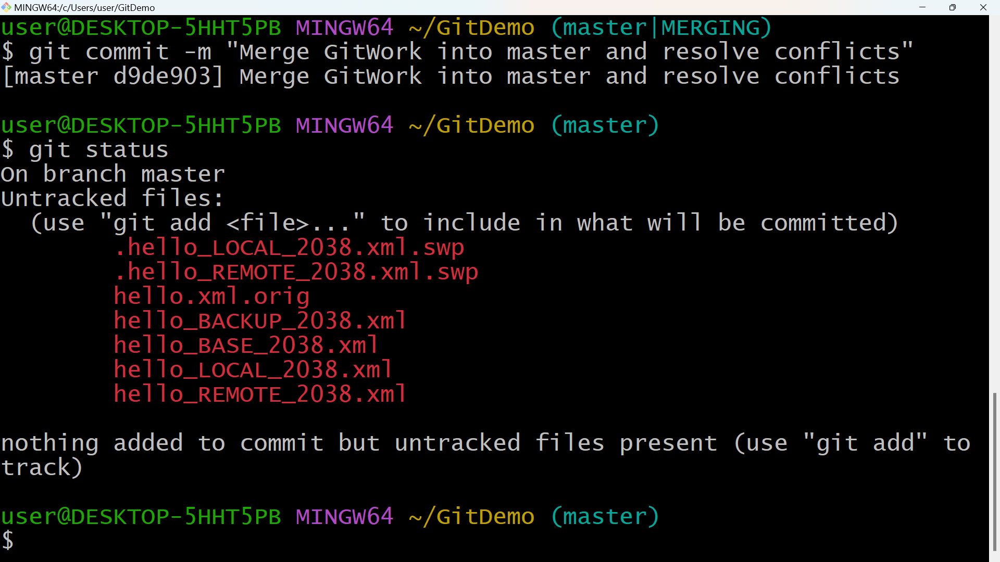 MINGW64:/c/Users/user/GitDemo
user@DESKTOP-5HHT5PB MINGW64 ~/GitDemo (master|MERGING)
$ git commit -m "Merge GitWork into master and resolve conflicts"
[master d9de903] Merge GitWork into master and resolve conflicts
user@DESKTOP-5HHT5PB MINGW64 ~/GitDemo (master)
$ git status
On branch master
Untracked files:
  (use "git add <file>..." to include in what will be committed)
        .hello_LOCAL_2038.xml.swp
        .hello_REMOTE_2038.xml.swp
        hello.xml.orig
        hello_BACKUP_2038.xml
        hello_BASE_2038.xml
        hello_LOCAL_2038.xml
        hello_REMOTE_2038.xml
nothing added to commit but untracked files present (use "git add" to
track)
user@DESKTOP-5HHT5PB MINGW64 ~/GitDemo (master)
$